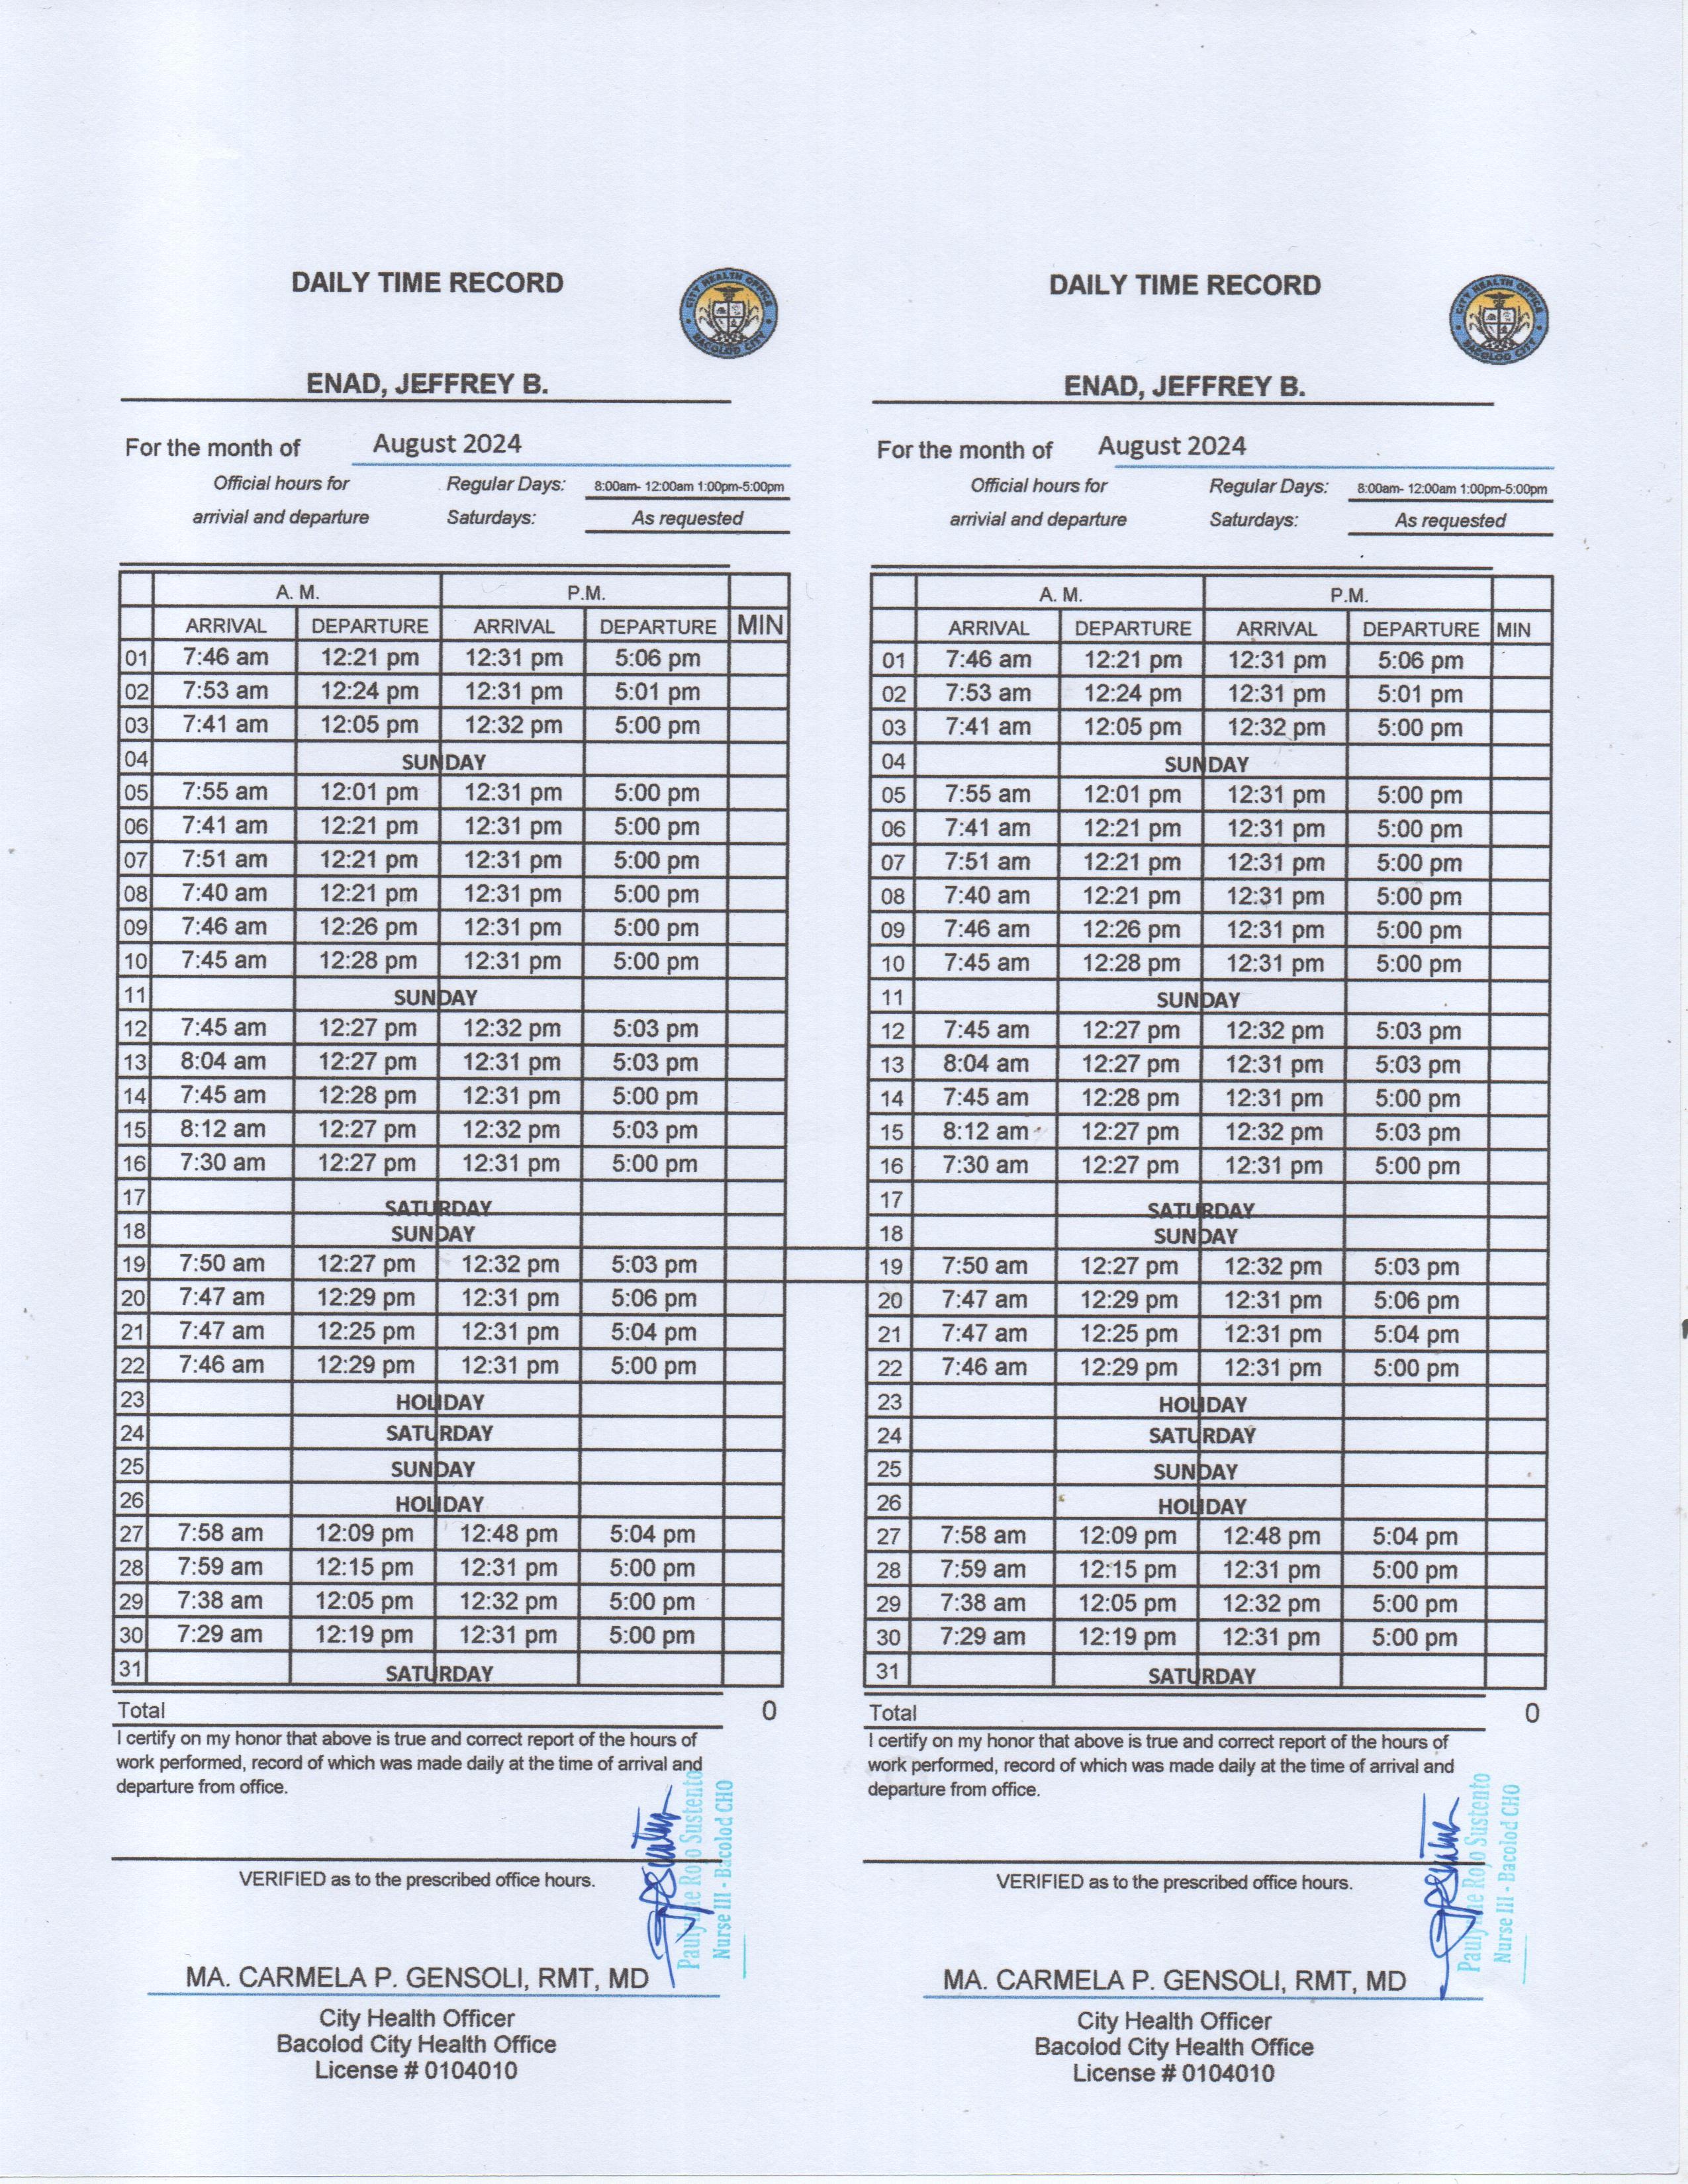 DAILY TIME RECORD
CITY HEALTH OFFICE
BACOLOD CITY
ENAD, JEFFREY B.
For the month of August 2024
Official hours for Regular Days: 8:00am- 12:00am 1:00pm-5:00pm
arrivial and departure Saturdays: As requested
A. M. P.M.
ARRIVAL DEPARTURE ARRIVAL DEPARTURE MIN
01 7:46 am 12:21 pm 12:31 pm 5:06 pm
02 7:53 am 12:24 pm 12:31 pm 5:01 pm
03 7:41 am 12:05 pm 12:32 pm 5:00 pm
04 SUNDAY
05 7:55 am 12:01 pm 12:31 pm 5:00 pm
06 7:41 am 12:21 pm 12:31 pm 5:00 pm
07 7:51 am 12:21 pm 12:31 pm 5:00 pm
08 7:40 am 12:21 pm 12:31 pm 5:00 pm
09 7:46 am 12:26 pm 12:31 pm 5:00 pm
10 7:45 am 12:28 pm 12:31 pm 5:00 pm
11 SUNDAY
12 7:45 am 12:27 pm 12:32 pm 5:03 pm
13 8:04 am 12:27 pm 12:31 pm 5:03 pm
14 7:45 am 12:28 pm 12:31 pm 5:00 pm
15 8:12 am 12:27 pm 12:32 pm 5:03 pm
16 7:30 am 12:27 pm 12:31 pm 5:00 pm
17 SATURDAY
18 SUNDAY
19 7:50 am 12:27 pm 12:32 pm 5:03 pm
20 7:47 am 12:29 pm 12:31 pm 5:06 pm
21 7:47 am 12:25 pm 12:31 pm 5:04 pm
22 7:46 am 12:29 pm 12:31 pm 5:00 pm
23 HOLIDAY
24 SATURDAY
25 SUNDAY
26 HOLIDAY
27 7:58 am 12:09 pm 12:48 pm 5:04 pm
28 7:59 am 12:15 pm 12:31 pm 5:00 pm
29 7:38 am 12:05 pm 12:32 pm 5:00 pm
30 7:29 am 12:19 pm 12:31 pm 5:00 pm
31 SATURDAY
Total 0
I certify on my honor that above is true and correct report of the hours of
work performed, record of which was made daily at the time of arrival and
departure from office.
VERIFIED as to the prescribed office hours.
Paulyne Rojo Sustento
Nurse III - Bacolod CHO
MA. CARMELA P. GENSOLI, RMT, MD
City Health Officer
Bacolod City Health Office
License # 0104010
DAILY TIME RECORD
CITY HEALTH OFFICE
BACOLOD CITY
ENAD, JEFFREY B.
For the month of August 2024
Official hours for Regular Days: 8:00am- 12:00am 1:00pm-5:00pm
arrivial and departure Saturdays: As requested
A. M. P.M.
ARRIVAL DEPARTURE ARRIVAL DEPARTURE MIN
01 7:46 am 12:21 pm 12:31 pm 5:06 pm
02 7:53 am 12:24 pm 12:31 pm 5:01 pm
03 7:41 am 12:05 pm 12:32 pm 5:00 pm
04 SUNDAY
05 7:55 am 12:01 pm 12:31 pm 5:00 pm
06 7:41 am 12:21 pm 12:31 pm 5:00 pm
07 7:51 am 12:21 pm 12:31 pm 5:00 pm
08 7:40 am 12:21 pm 12:31 pm 5:00 pm
09 7:46 am 12:26 pm 12:31 pm 5:00 pm
10 7:45 am 12:28 pm 12:31 pm 5:00 pm
11 SUNDAY
12 7:45 am 12:27 pm 12:32 pm 5:03 pm
13 8:04 am 12:27 pm 12:31 pm 5:03 pm
14 7:45 am 12:28 pm 12:31 pm 5:00 pm
15 8:12 am 12:27 pm 12:32 pm 5:03 pm
16 7:30 am 12:27 pm 12:31 pm 5:00 pm
17 SATURDAY
18 SUNDAY
19 7:50 am 12:27 pm 12:32 pm 5:03 pm
20 7:47 am 12:29 pm 12:31 pm 5:06 pm
21 7:47 am 12:25 pm 12:31 pm 5:04 pm
22 7:46 am 12:29 pm 12:31 pm 5:00 pm
23 HOLIDAY
24 SATURDAY
25 SUNDAY
26 HOLIDAY
27 7:58 am 12:09 pm 12:48 pm 5:04 pm
28 7:59 am 12:15 pm 12:31 pm 5:00 pm
29 7:38 am 12:05 pm 12:32 pm 5:00 pm
30 7:29 am 12:19 pm 12:31 pm 5:00 pm
31 SATURDAY
Total 0
I certify on my honor that above is true and correct report of the hours of
work performed, record of which was made daily at the time of arrival and
departure from office.
VERIFIED as to the prescribed office hours.
Rojo Sustento
Nurse III - Bacolod CHO
MA. CARMELA P. GENSOLI, RMT, MD
City Health Officer
Bacolod City Health Office
License # 0104010